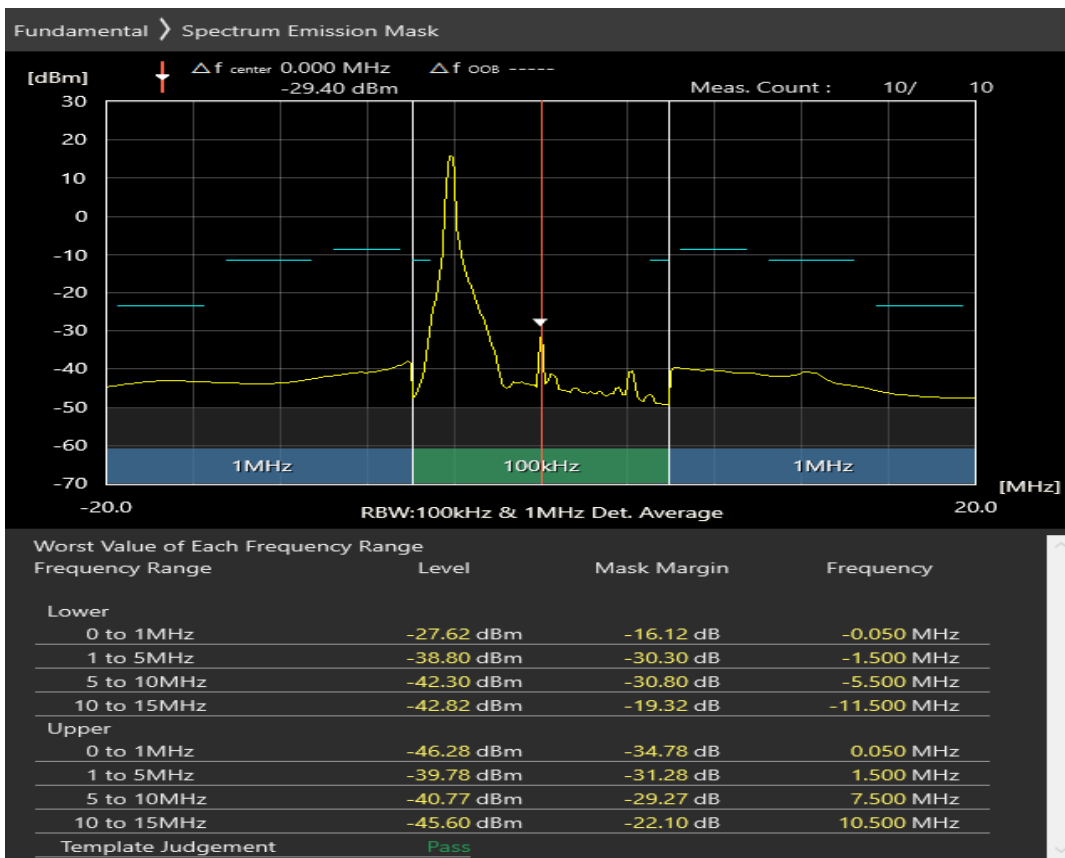 Fundamental 〉 Spectrum Emission Mask
[dBm] △f center 0.000 MHz △f OOB -----
-29.40 dBm Meas. Count : 10/ 10
30
20
10
0
-10
-20
-30
-40
-50
-60
-70
1MHz 100kHz 1MHz
[MHz]
-20.0 RBW:100kHz & 1MHz Det. Average 20.0
Worst Value of Each Frequency Range
Frequency Range Level Mask Margin Frequency
Lower
0 to 1MHz -27.62 dBm -16.12 dB -0.050 MHz
1 to 5MHz -38.80 dBm -30.30 dB -1.500 MHz
5 to 10MHz -42.30 dBm -30.80 dB -5.500 MHz
10 to 15MHz -42.82 dBm -19.32 dB -11.500 MHz
Upper
0 to 1MHz -46.28 dBm -34.78 dB 0.050 MHz
1 to 5MHz -39.78 dBm -31.28 dB 1.500 MHz
5 to 10MHz -40.77 dBm -29.27 dB 7.500 MHz
10 to 15MHz -45.60 dBm -22.10 dB 10.500 MHz
Template Judgement Pass